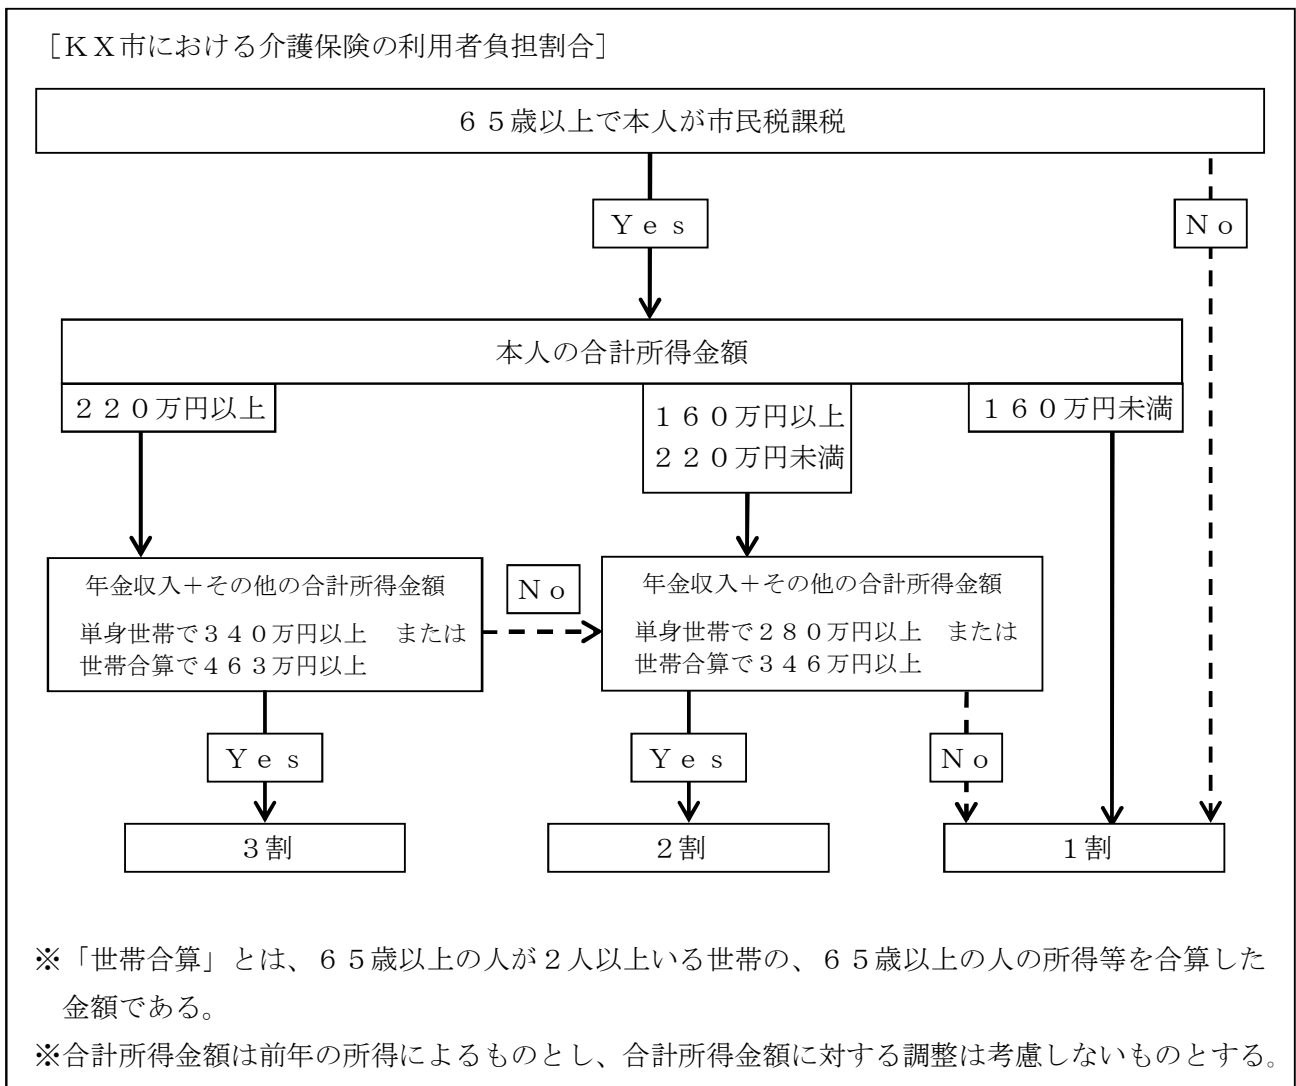 ［ＫＸ市における介護保険の利用者負担割合］
６５歳以上で本人が市民税課税
Ｙｅｓ
Ｎｏ
本人の合計所得金額
２２０万円以上
１６０万円以上
２２０万円未満
１６０万円未満
年金収入＋その他の合計所得金額
単身世帯で３４０万円以上　または
世帯合算で４６３万円以上
Ｎｏ
年金収入＋その他の合計所得金額
単身世帯で２８０万円以上　または
世帯合算で３４６万円以上
Ｙｅｓ
Ｙｅｓ
Ｎｏ
３割
２割
１割
※「世帯合算」とは、６５歳以上の人が２人以上いる世帯の、６５歳以上の人の所得等を合算した
金額である。
※合計所得金額は前年の所得によるものとし、合計所得金額に対する調整は考慮しないものとする。